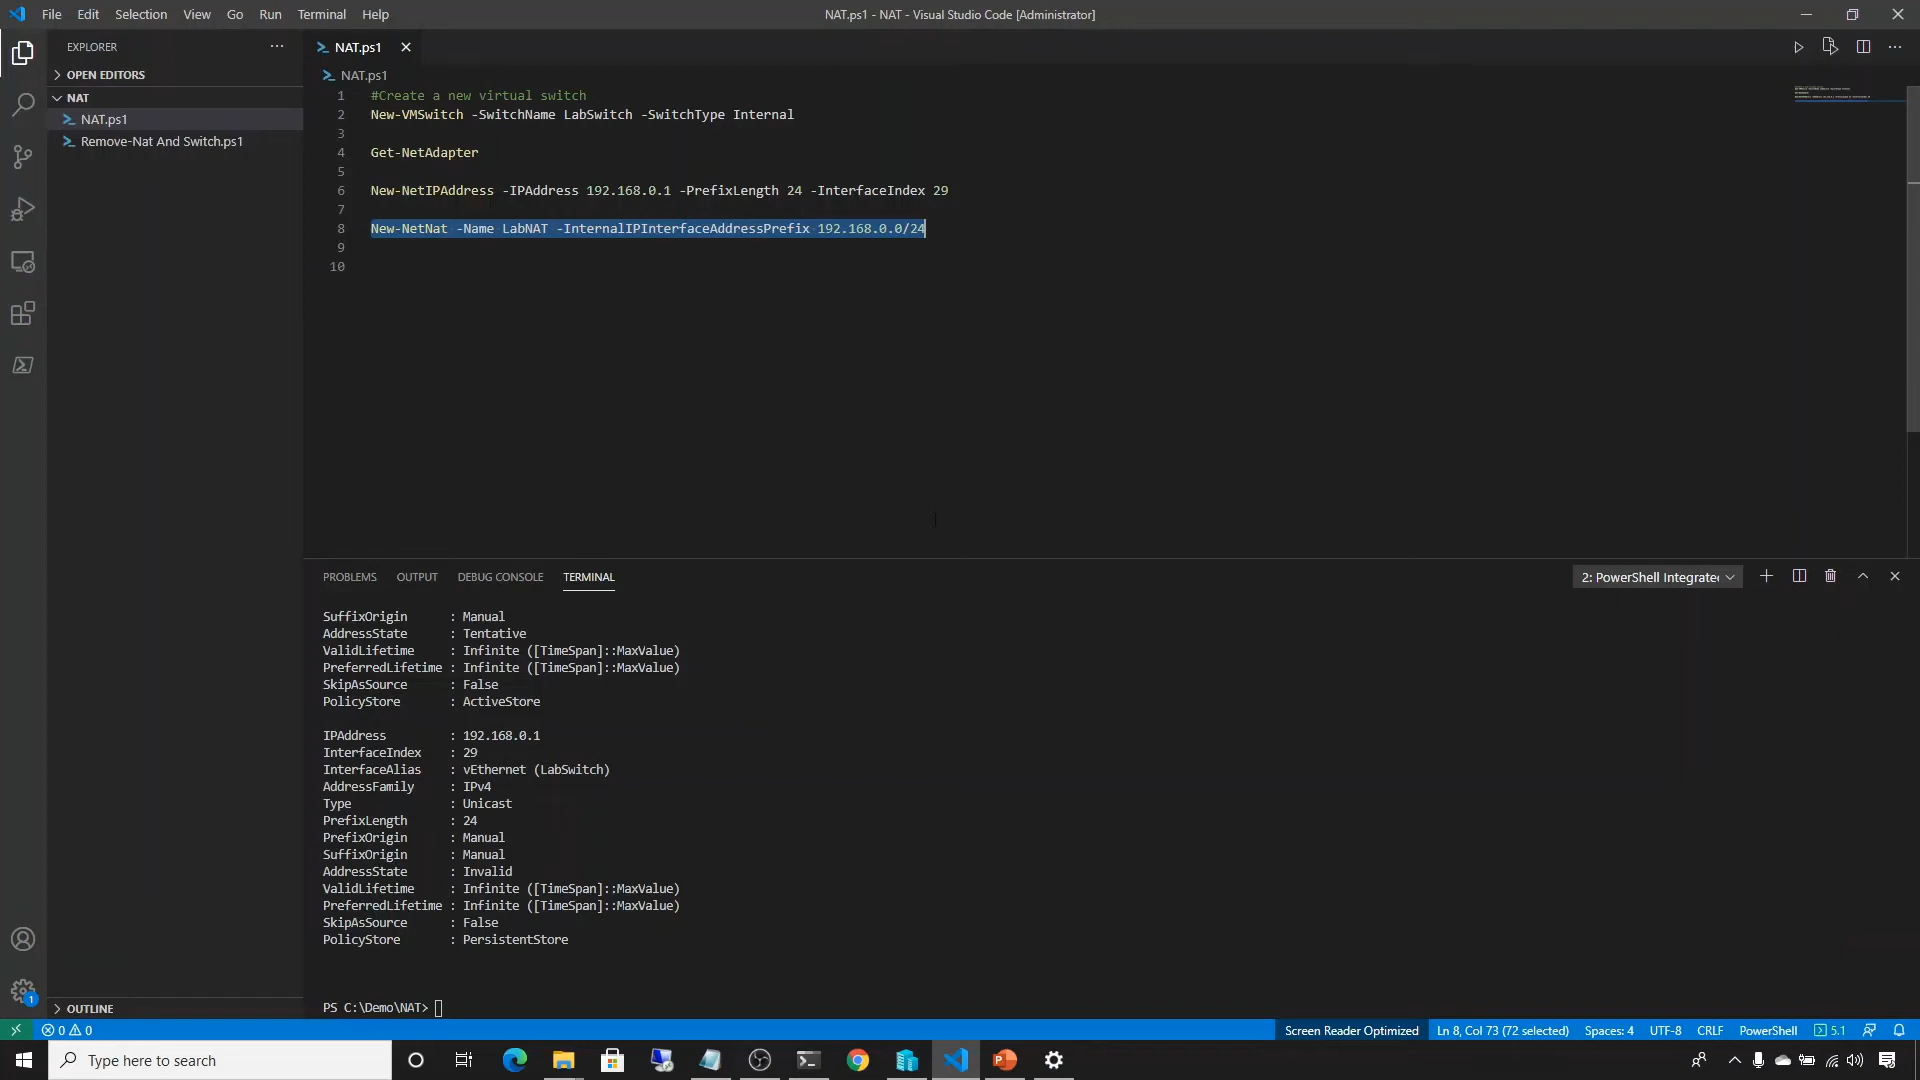 File Edit Selection View Go Run Terminal Help
NAT.ps1 - NAT - Visual Studio Code [Administrator]
EXPLORER
OPEN EDITORS
NAT
NAT.ps1
Remove-Nat And Switch.ps1
OUTLINE
NAT.ps1
NAT.ps1
1 #Create a new virtual switch
2 New-VMSwitch -SwitchName LabSwitch -SwitchType Internal
3
4 Get-NetAdapter
5
6 New-NetIPAddress -IPAddress 192.168.0.1 -PrefixLength 24 -InterfaceIndex 29
7
8 New-NetNat -Name LabNAT -InternalIPInterfaceAddressPrefix 192.168.0.0/24
9
10
PROBLEMS OUTPUT DEBUG CONSOLE TERMINAL
2: PowerShell Integrate
SuffixOrigin : Manual
AddressState : Tentative
ValidLifetime : Infinite ([TimeSpan]::MaxValue)
PreferredLifetime : Infinite ([TimeSpan]::MaxValue)
SkipAsSource : False
PolicyStore : ActiveStore
IPAddress : 192.168.0.1
InterfaceIndex : 29
InterfaceAlias : vEthernet (LabSwitch)
AddressFamily : IPv4
Type : Unicast
PrefixLength : 24
PrefixOrigin : Manual
SuffixOrigin : Manual
AddressState : Invalid
ValidLifetime : Infinite ([TimeSpan]::MaxValue)
PreferredLifetime : Infinite ([TimeSpan]::MaxValue)
SkipAsSource : False
PolicyStore : PersistentStore
PS C:\Demo\NAT>
1
0 0
Screen Reader Optimized Ln 8, Col 73 (72 selected) Spaces: 4 UTF-8 CRLF PowerShell 5.1
Type here to search